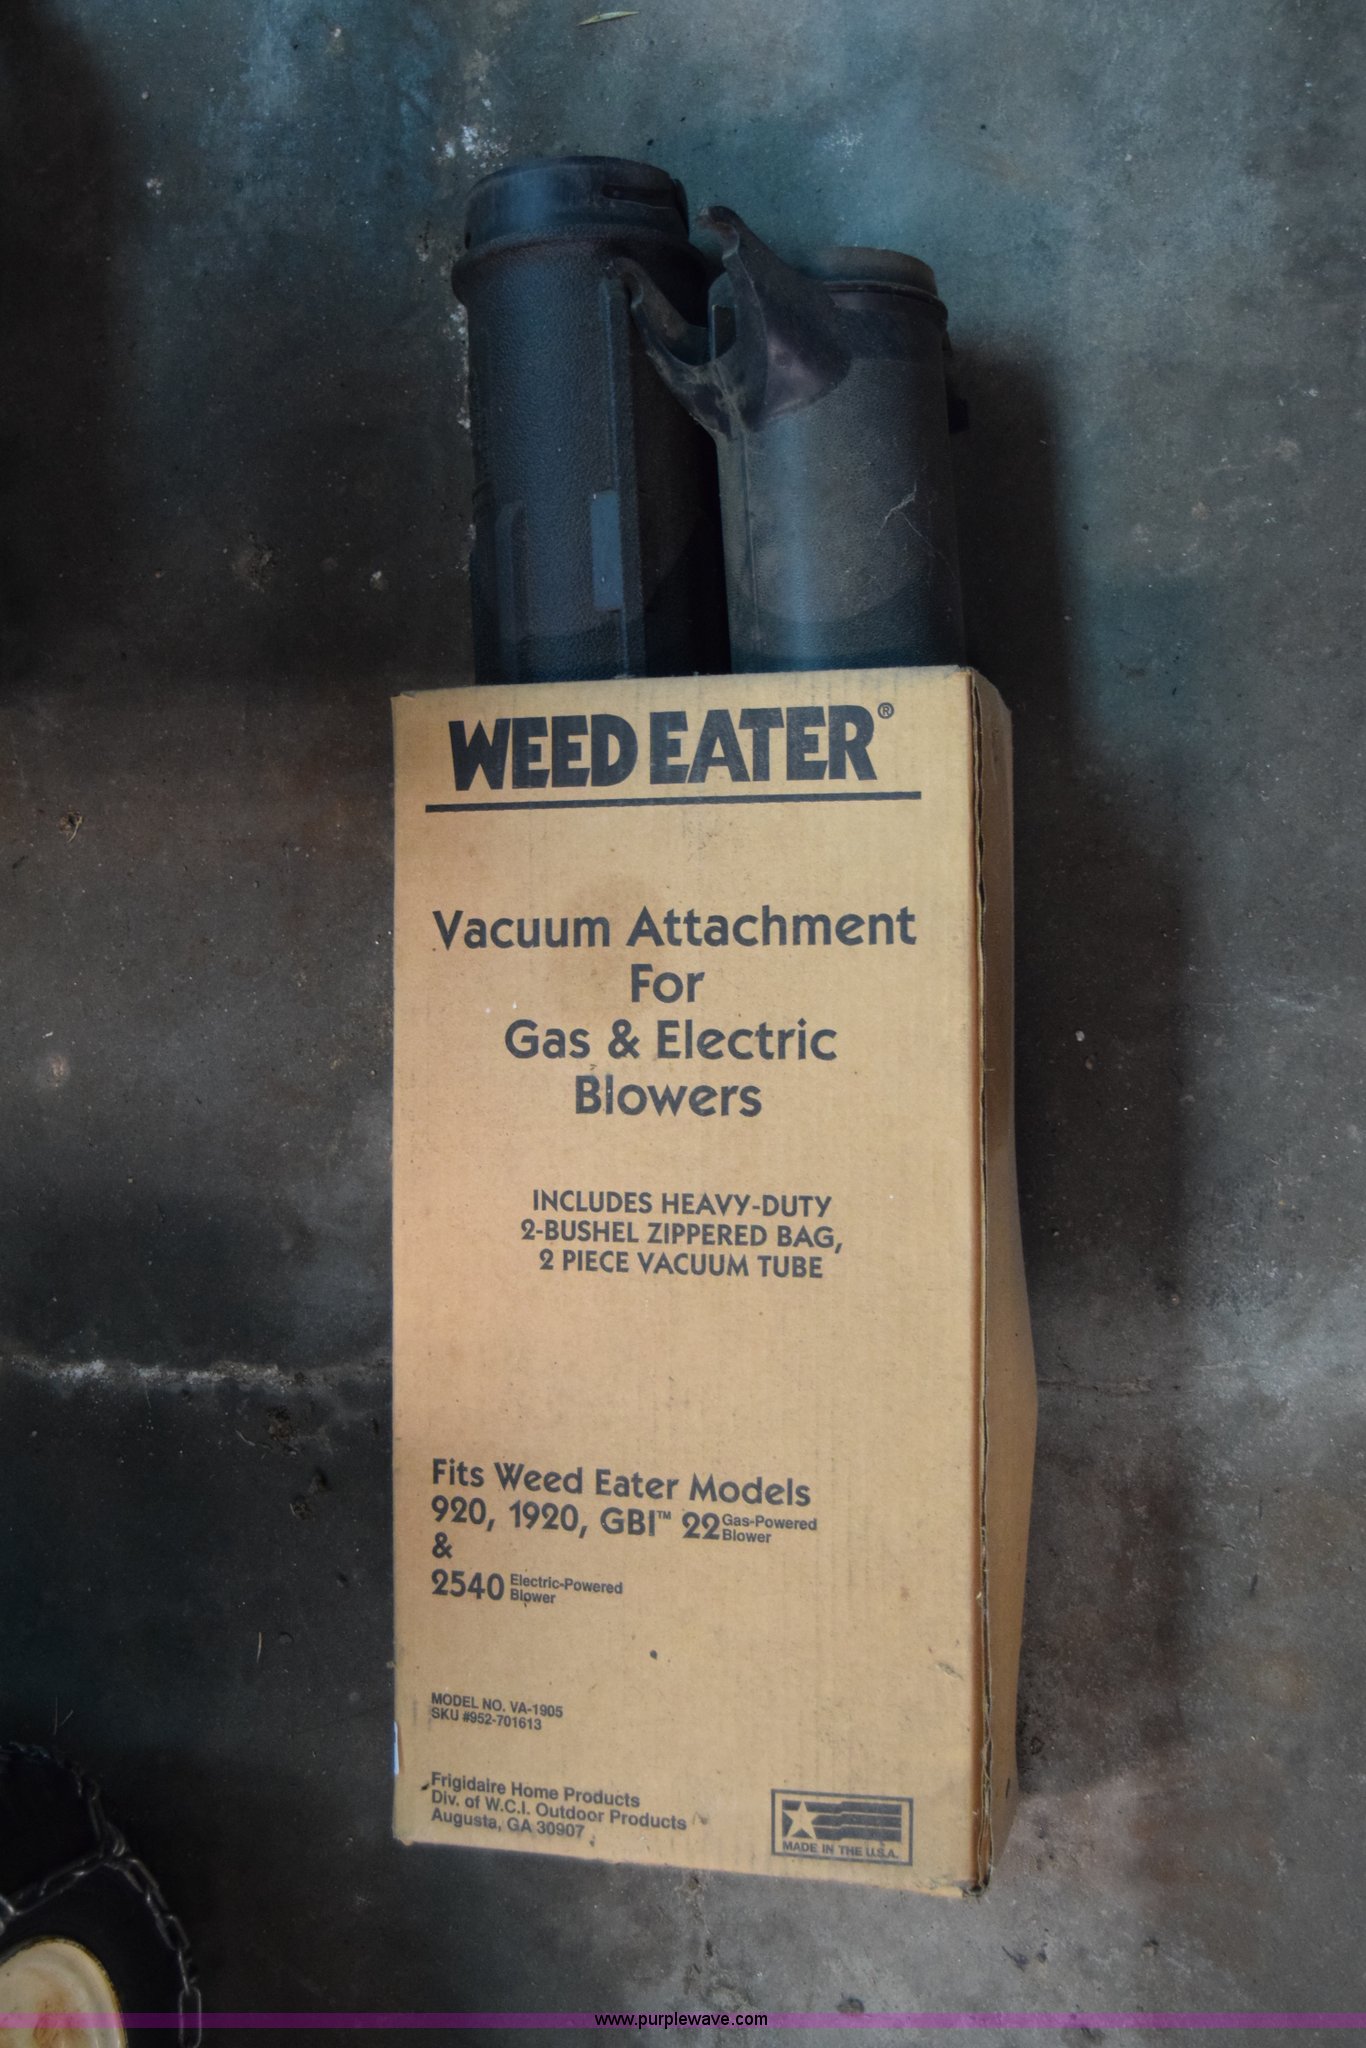 WEED EATER®
Vacuum Attachment
For
Gas & Electric
Blowers
INCLUDES HEAVY-DUTY
2-BUSHEL ZIPPERED BAG,
2 PIECE VACUUM TUBE
Fits Weed Eater Models
920, 1920, GBI™ 22 Gas-Powered Blower
&
2540 Electric-Powered Blower
MODEL NO. VA-1905
SKU #952-701613
Frigidaire Home Products
Div. of W.C.I. Outdoor Products
Augusta, GA 30907
MADE IN THE U.S.A.
www.purplewave.com